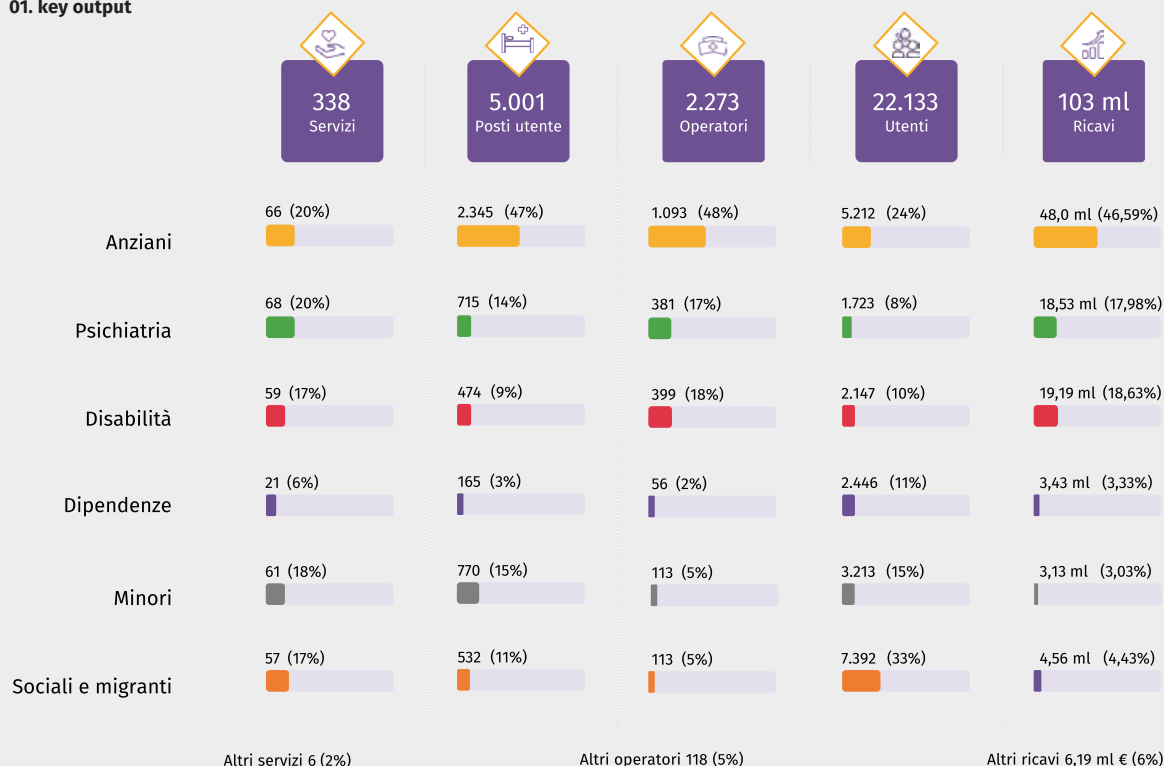 01. key output
338
Servizi
5.001
Posti utente
2.273
Operatori
22.133
Utenti
103 ml
Ricavi
Anziani
66 (20%)
2.345 (47%)
1.093 (48%)
5.212 (24%)
48,0 ml (46,59%)
Psichiatria
68 (20%)
715 (14%)
381 (17%)
1.723 (8%)
18,53 ml (17,98%)
Disabilità
59 (17%)
474 (9%)
399 (18%)
2.147 (10%)
19,19 ml (18,63%)
Dipendenze
21 (6%)
165 (3%)
56 (2%)
2.446 (11%)
3,43 ml (3,33%)
Minori
61 (18%)
770 (15%)
113 (5%)
3.213 (15%)
3,13 ml (3,03%)
Sociali e migranti
57 (17%)
532 (11%)
113 (5%)
7.392 (33%)
4,56 ml (4,43%)
Altri servizi 6 (2%)
Altri operatori 118 (5%)
Altri ricavi 6,19 ml € (6%)